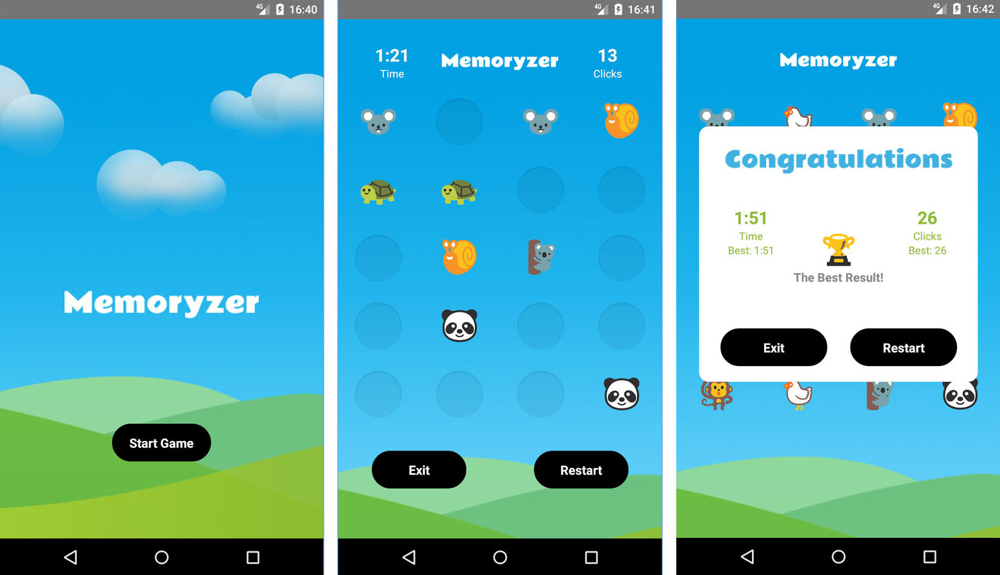 4G 16:40
Memoryzer
Start Game
4G 16:41
1:21 Memoryzer 13
Time Clicks
Exit Restart
4G 16:42
Memoryzer
Congratulations
1:51 26
Time Clicks
Best: 1:51 Best: 26
The Best Result!
Exit Restart